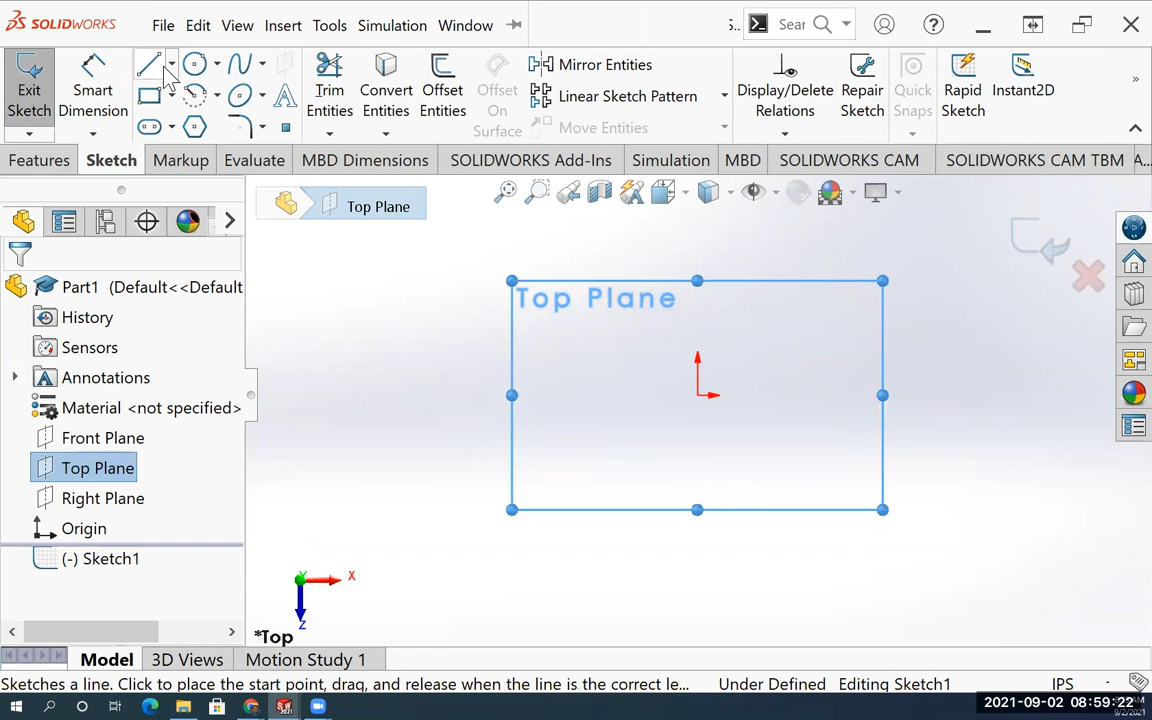 SOLIDWORKS File Edit View Insert Tools Simulation Window S... Sear
Exit Sketch
Smart Dimension
Trim Entities
Convert Entities
Offset Entities
Offset On Surface
Mirror Entities
Linear Sketch Pattern
Move Entities
Display/Delete Relations
Repair Sketch
Quick Snaps
Rapid Sketch
Instant2D
Features Sketch Markup Evaluate MBD Dimensions SOLIDWORKS Add-Ins Simulation MBD SOLIDWORKS CAM SOLIDWORKS CAM TBM A...
Top Plane
Part1 (Default<<Default
History
Sensors
Annotations
Material <not specified>
Front Plane
Top Plane
Right Plane
Origin
(-) Sketch1
Top Plane
Y X
Z
*Top
Model 3D Views Motion Study 1
Sketches a line. Click to place the start point, drag, and release when the line is the correct le... Under Defined Editing Sketch1 IPS
2021-09-02 08:59:22
9/2/2021